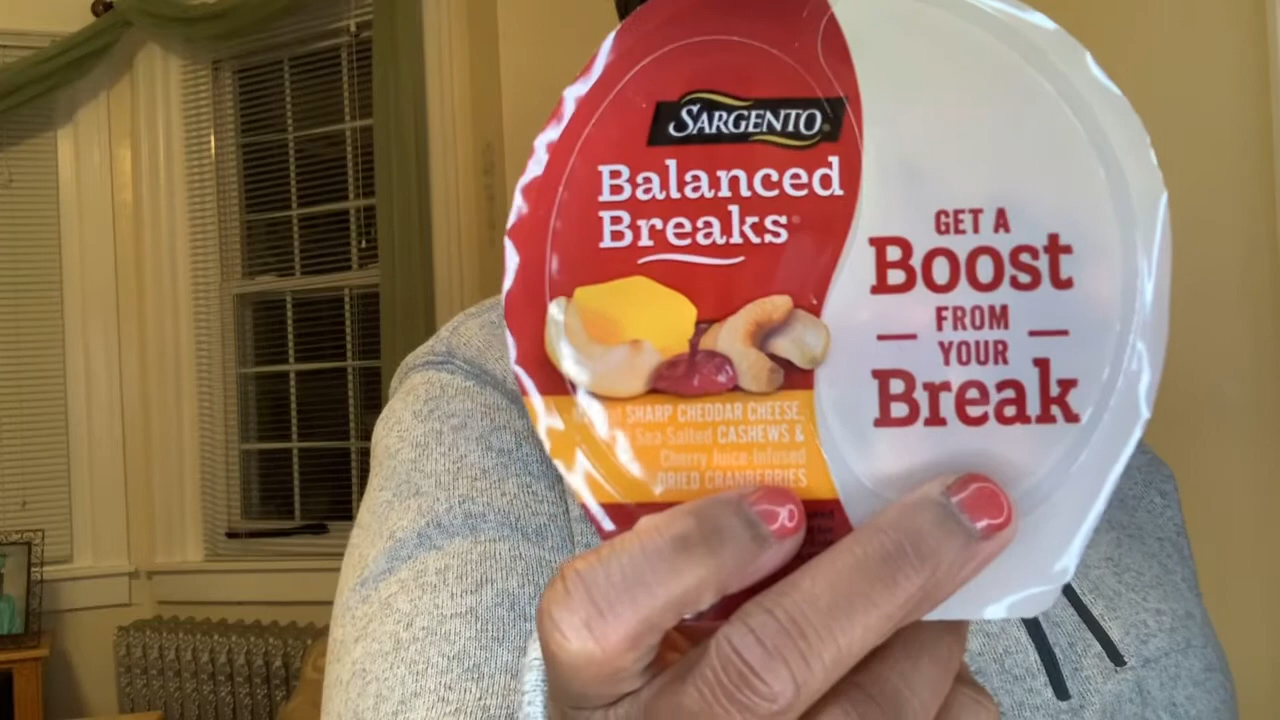 SARGENTO
Balanced
Breaks
SHARP CHEDDAR CHEESE,
Sea-Salted CASHEWS &
Cherry Juice-Infused
DRIED CRANBERRIES
GET A
Boost
FROM
YOUR
Break